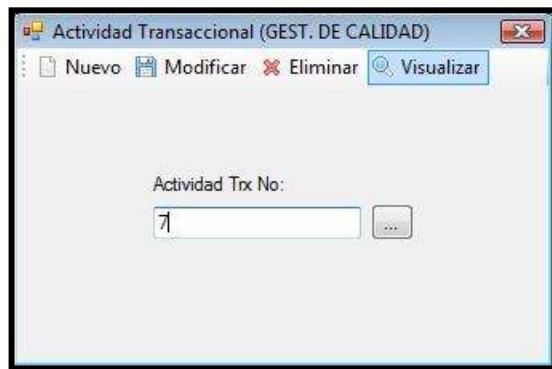 Actividad Transaccional (GEST. DE CALIDAD)
Nuevo Modificar Eliminar Visualizar
Actividad Trx No:
7
...